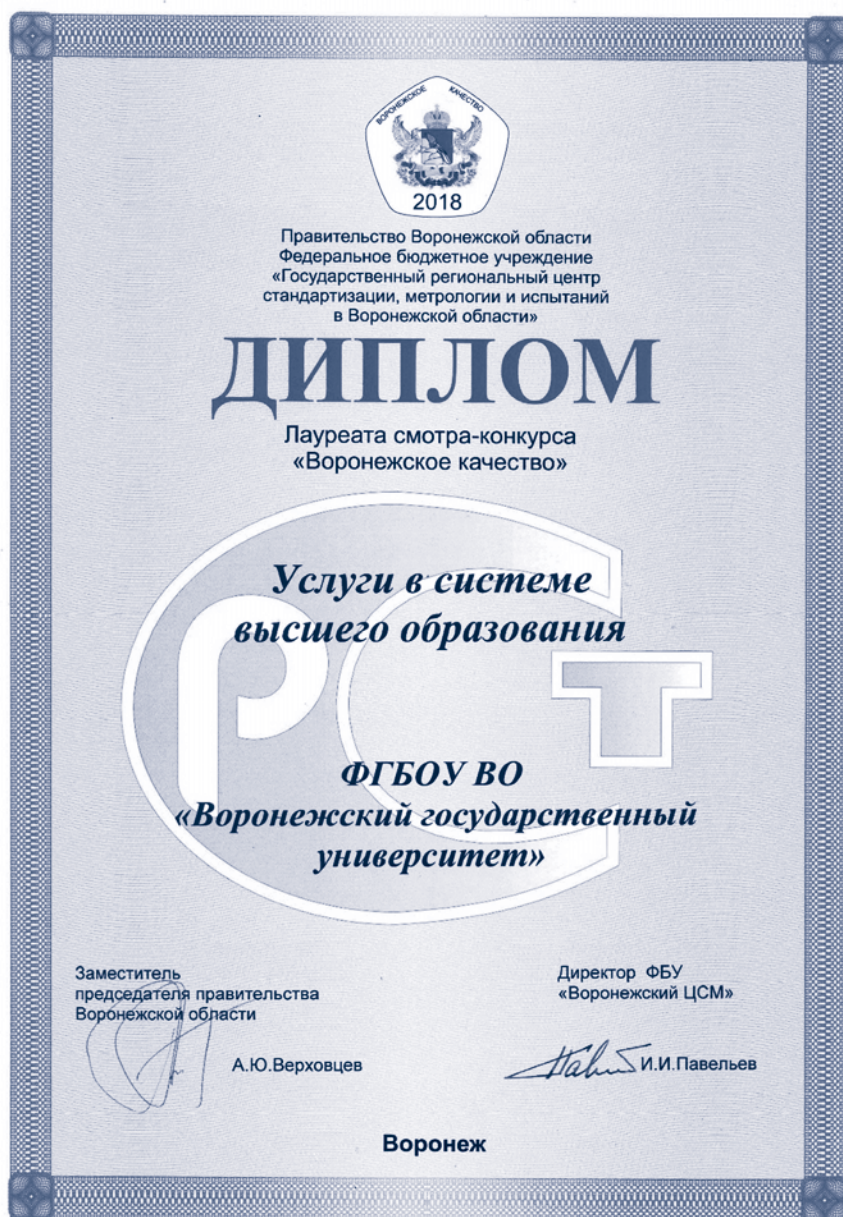 ВОРОНЕЖСКОЕ КАЧЕСТВО
2018
Правительство Воронежской области
Федеральное бюджетное учреждение
«Государственный региональный центр
стандартизации, метрологии и испытаний
в Воронежской области»
ДИПЛОМ
Лауреата смотра-конкурса
«Воронежское качество»
Услуги в системе
высшего образования
РСТ
ФГБОУ ВО
«Воронежский государственный
университет»
Заместитель
председателя правительства
Воронежской области
А.Ю.Верховцев
Директор ФБУ
«Воронежский ЦСМ»
И.И.Павельев
Воронеж